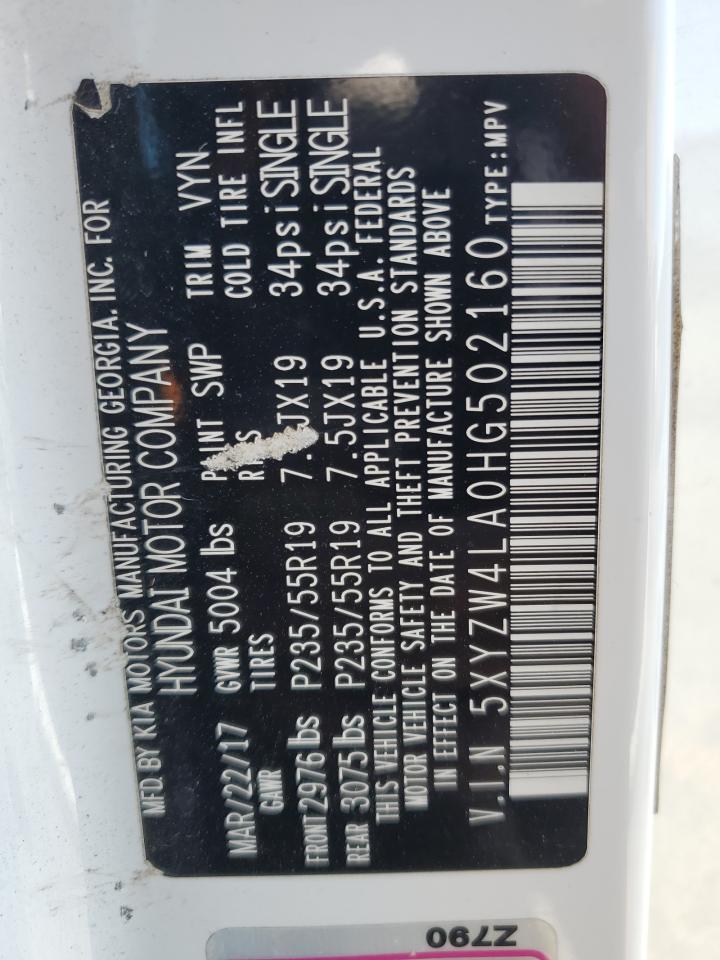 MFD BY KIA MOTORS MANUFACTURING GEORGIA. INC. FOR
HYUNDAI MOTOR COMPANY
MAR/22/17 GVWR 5004 lbs PAINT SWP TRIM VYN
GAWR TIRES RIMS COLD TIRE INFL
FRONT 2976 lbs P235/55R19 7.5JX19 34psi SINGLE
REAR 3075 lbs P235/55R19 7.5JX19 34psi SINGLE
THIS VEHICLE CONFORMS TO ALL APPLICABLE U.S.A. FEDERAL
MOTOR VEHICLE SAFETY AND THEFT PREVENTION STANDARDS
IN EFFECT ON THE DATE OF MANUFACTURE SHOWN ABOVE
V.I.N 5XYZW4LA0HG502160 TYPE:MPV
Z790